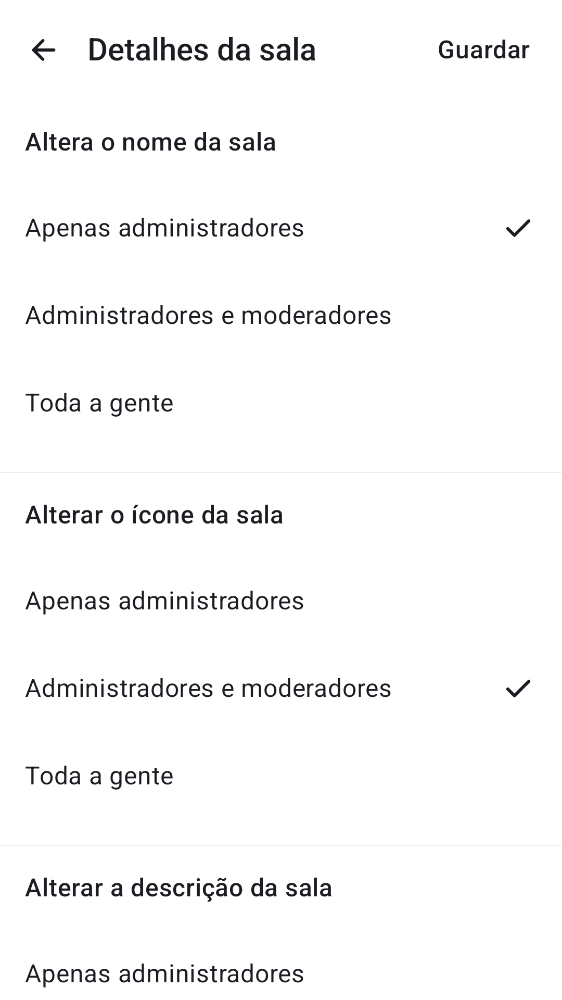 Detalhes da sala
Guardar
Altera o nome da sala
Apenas administradores
Administradores e moderadores
Toda a gente
Alterar o ícone da sala
Apenas administradores
Administradores e moderadores
Toda a gente
Alterar a descrição da sala
Apenas administradores